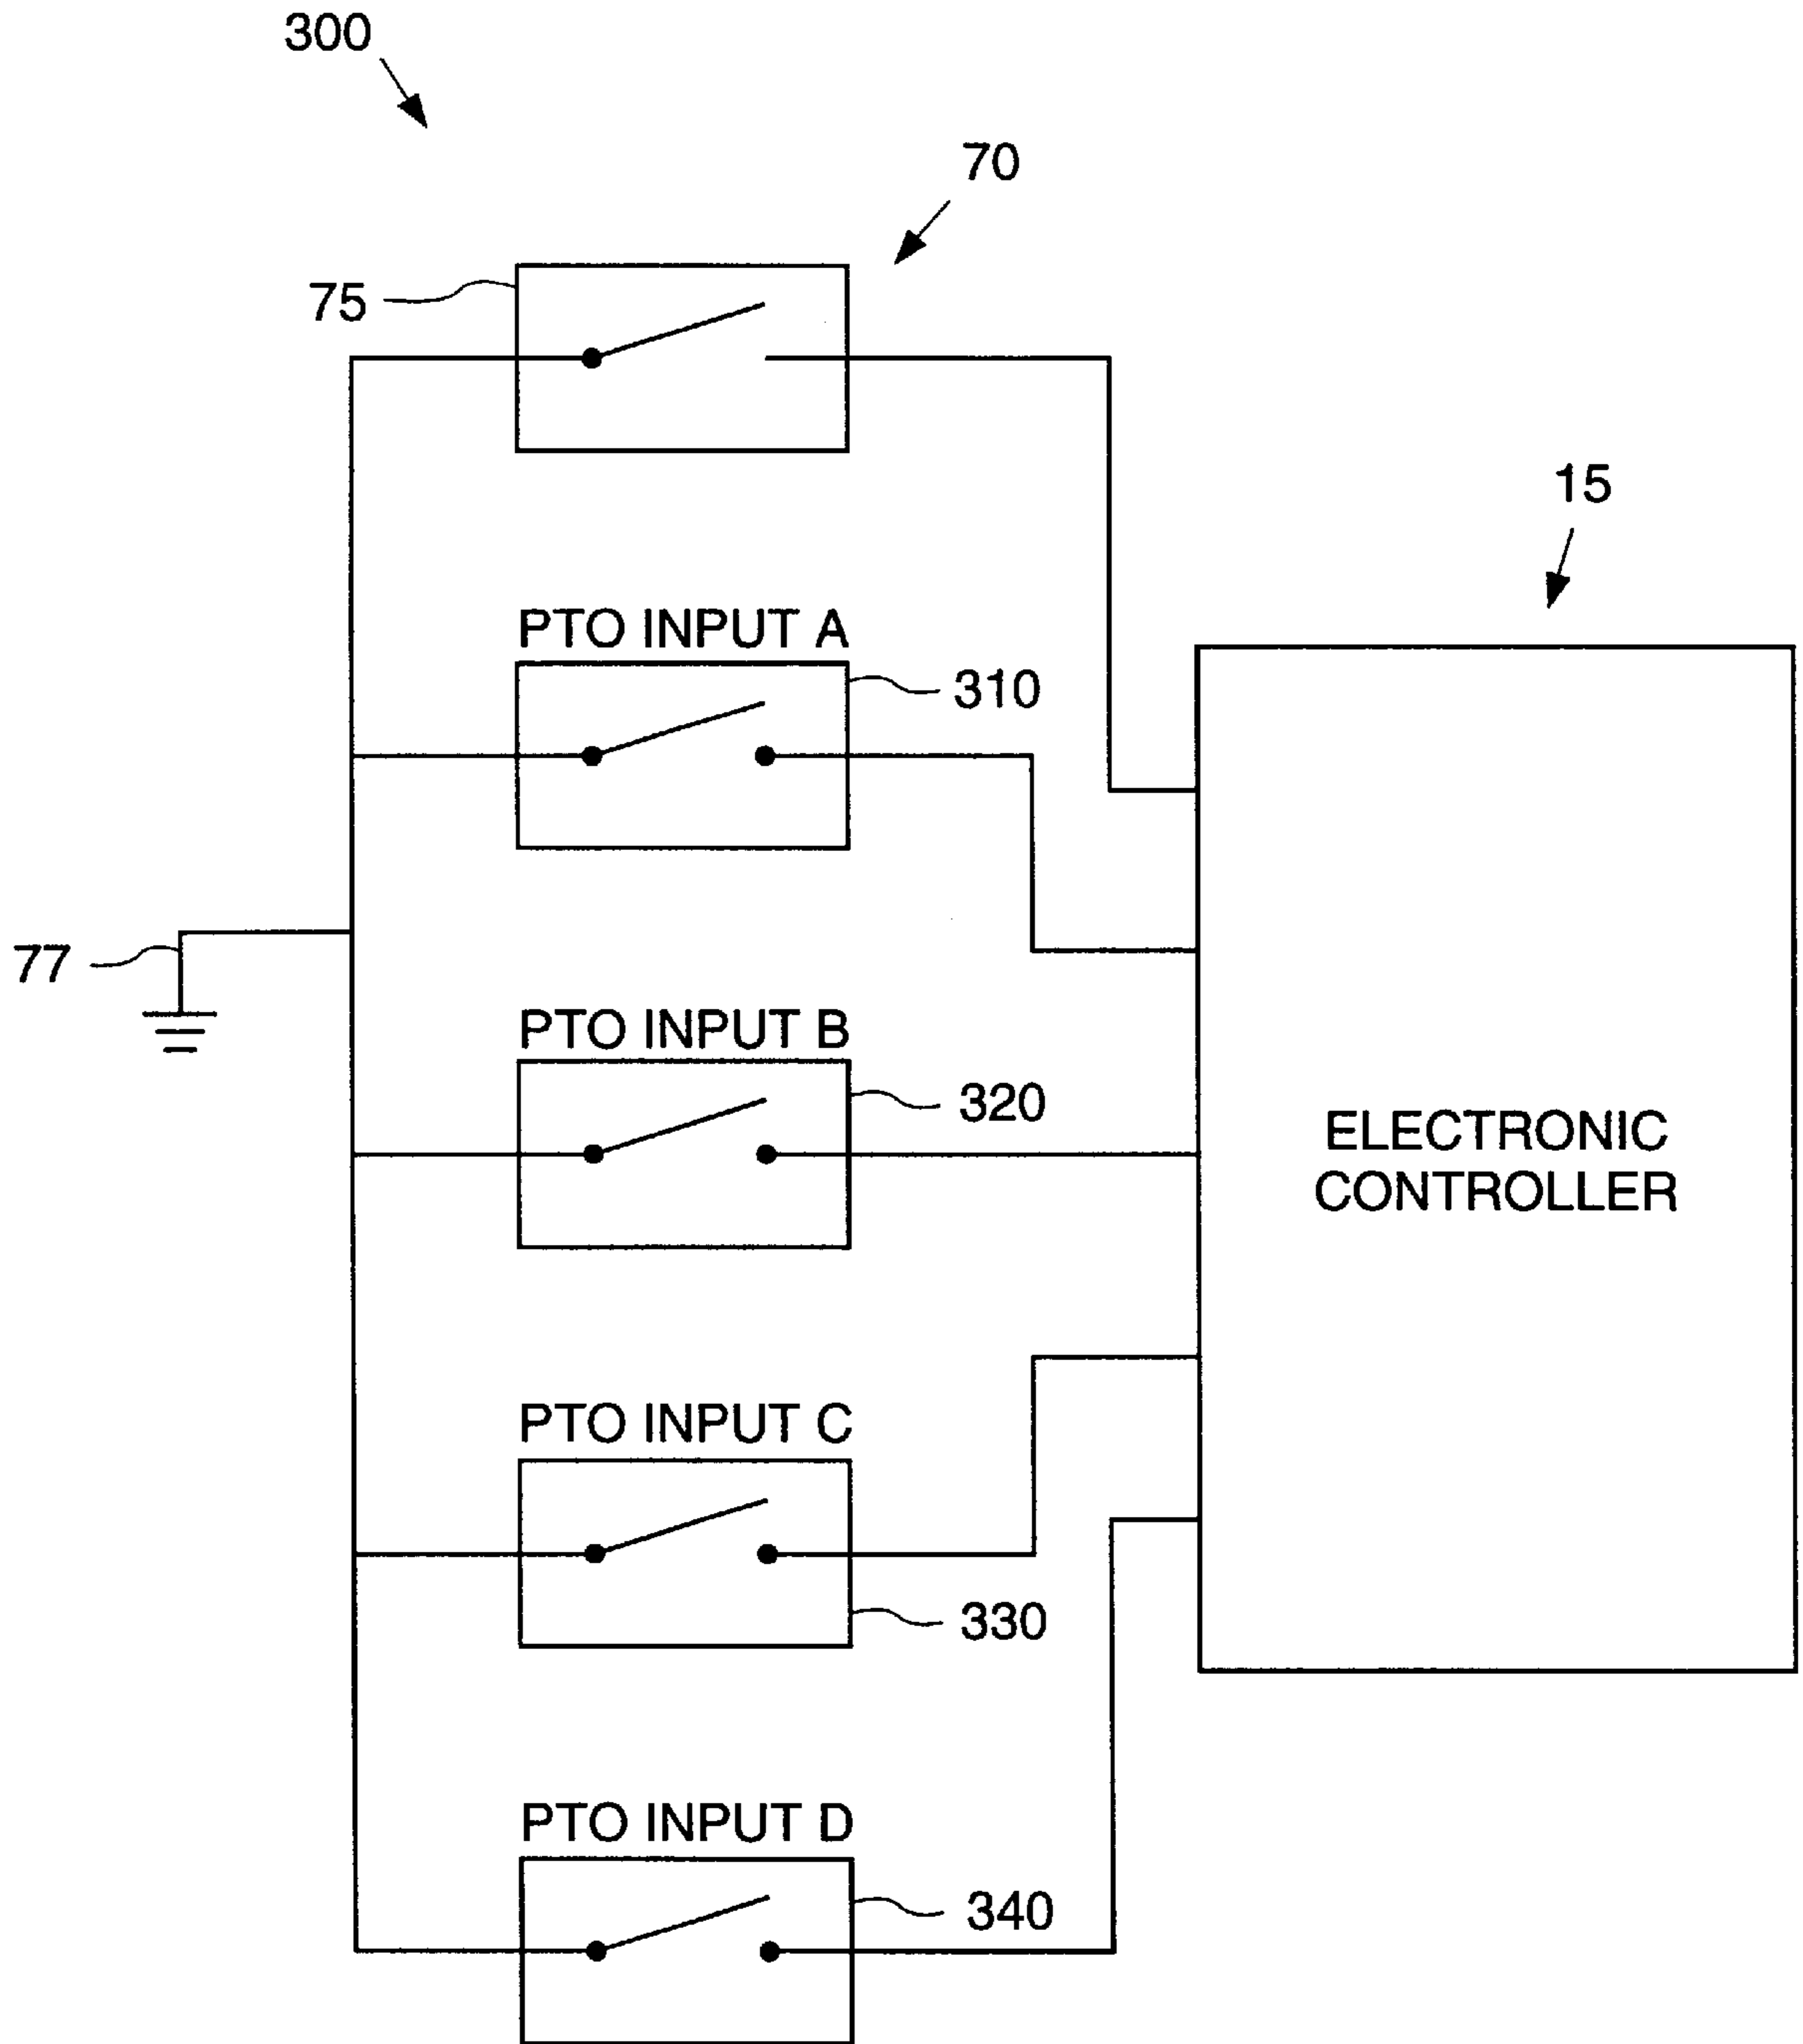 300
70
75
15
PTO INPUT A
310
77
PTO INPUT B
320
ELECTRONIC
CONTROLLER
PTO INPUT C
330
PTO INPUT D
340